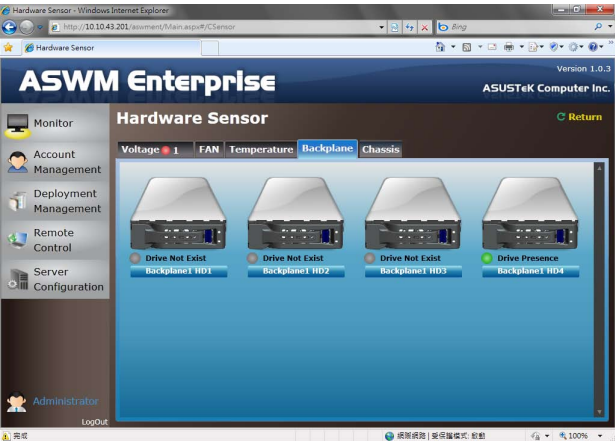 Hardware Sensor - Windows Internet Explorer
http://10.10.43.201/aswment/Main.aspx#/CSensor
Bing
Hardware Sensor
ASWM Enterprise
Version 1.0.3
ASUSTeK Computer Inc.
Monitor
Account
Management
Deployment
Management
Remote
Control
Server
Configuration
Administrator
LogOut
Hardware Sensor
Return
Voltage 1 FAN Temperature Backplane Chassis
Drive Not Exist
Backplane1 HD1
Drive Not Exist
Backplane1 HD2
Drive Not Exist
Backplane1 HD3
Drive Presence
Backplane1 HD4
完成
網際網路 | 受保護模式: 啟動
100%